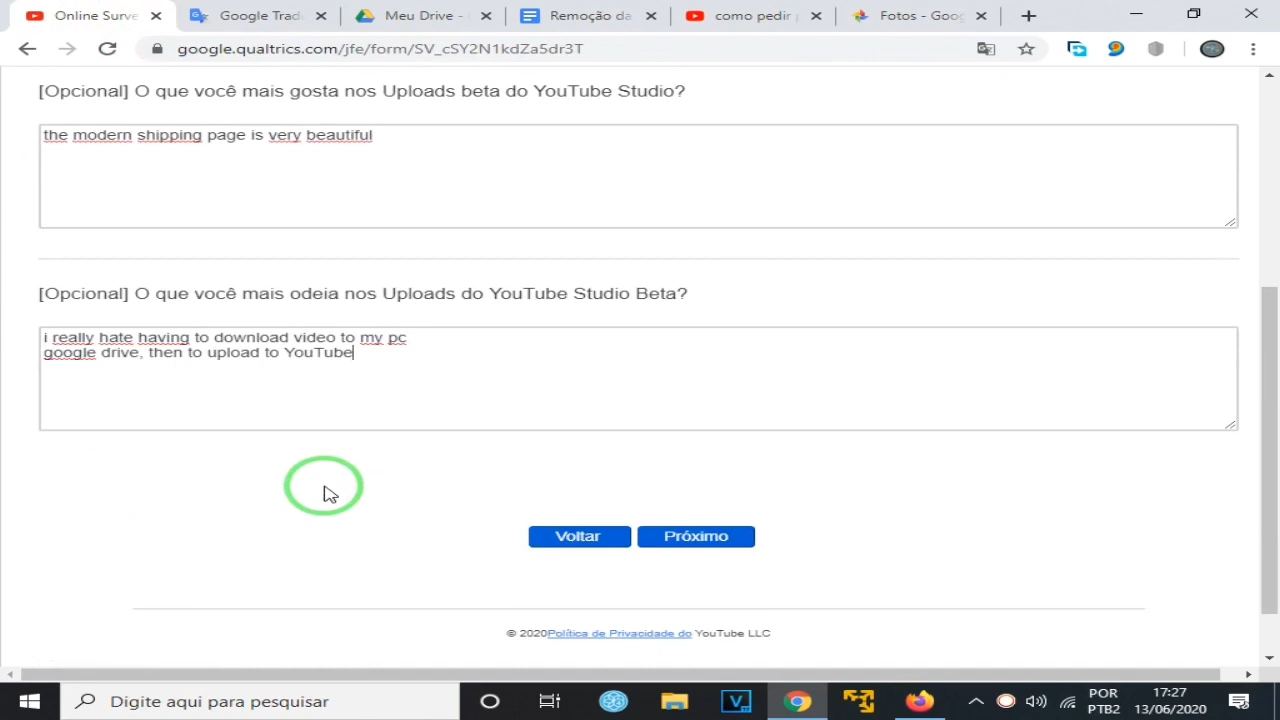 Online Surve
Google Trad
Meu Drive -
Remoção da
como pedir
Fotos - Goog
google.qualtrics.com/jfe/form/SV_cSY2N1kdZa5dr3T
[Opcional] O que você mais gosta nos Uploads beta do YouTube Studio?
the modern shipping page is very beautiful
[Opcional] O que você mais odeia nos Uploads do YouTube Studio Beta?
i really hate having to download video to my pc
google drive, then to upload to YouTube
Voltar
Próximo
© 2020Política de Privacidade do YouTube LLC
Digite aqui para pesquisar
V
POR
PTB2
17:27
13/06/2020